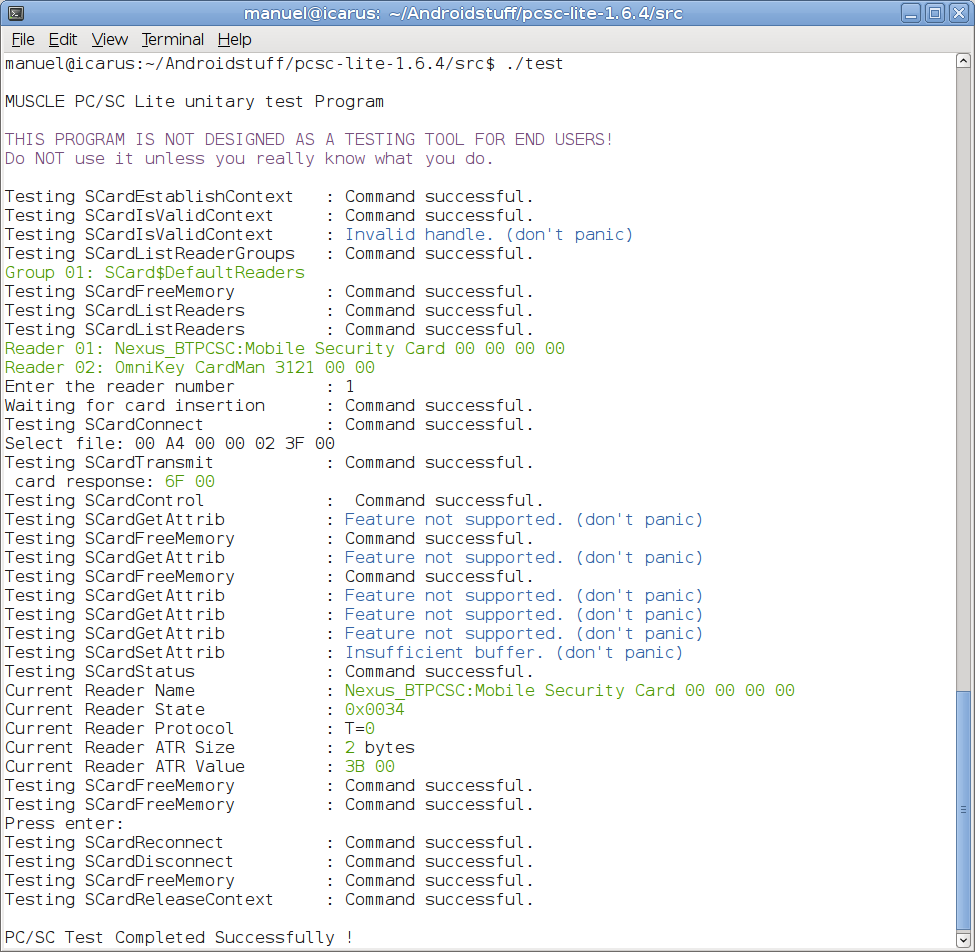 manuel@icarus: ~/Androidstuff/pcsc-lite-1.6.4/src
File Edit View Terminal Help
manuel@icarus:~/Androidstuff/pcsc-lite-1.6.4/src$ ./test

MUSCLE PC/SC Lite unitary test Program

THIS PROGRAM IS NOT DESIGNED AS A TESTING TOOL FOR END USERS!
Do NOT use it unless you really know what you do.

Testing SCardEstablishContext   : Command successful.
Testing SCardIsValidContext     : Command successful.
Testing SCardIsValidContext     : Invalid handle. (don't panic)
Testing SCardListReaderGroups   : Command successful.
Group 01: SCard$DefaultReaders
Testing SCardFreeMemory         : Command successful.
Testing SCardListReaders        : Command successful.
Testing SCardListReaders        : Command successful.
Reader 01: Nexus_BTPCSC:Mobile Security Card 00 00 00 00
Reader 02: OmniKey CardMan 3121 00 00
Enter the reader number         : 1
Waiting for card insertion      : Command successful.
Testing SCardConnect            : Command successful.
Select file: 00 A4 00 00 02 3F 00
Testing SCardTransmit           : Command successful.
 card response: 6F 00
Testing SCardControl            :  Command successful.
Testing SCardGetAttrib          : Feature not supported. (don't panic)
Testing SCardFreeMemory         : Command successful.
Testing SCardGetAttrib          : Feature not supported. (don't panic)
Testing SCardFreeMemory         : Command successful.
Testing SCardGetAttrib          : Feature not supported. (don't panic)
Testing SCardGetAttrib          : Feature not supported. (don't panic)
Testing SCardGetAttrib          : Feature not supported. (don't panic)
Testing SCardSetAttrib          : Insufficient buffer. (don't panic)
Testing SCardStatus             : Command successful.
Current Reader Name             : Nexus_BTPCSC:Mobile Security Card 00 00 00 00
Current Reader State            : 0x0034
Current Reader Protocol         : T=0
Current Reader ATR Size         : 2 bytes
Current Reader ATR Value        : 3B 00
Testing SCardFreeMemory         : Command successful.
Testing SCardFreeMemory         : Command successful.
Press enter:
Testing SCardReconnect          : Command successful.
Testing SCardDisconnect         : Command successful.
Testing SCardFreeMemory         : Command successful.
Testing SCardReleaseContext     : Command successful.

PC/SC Test Completed Successfully !